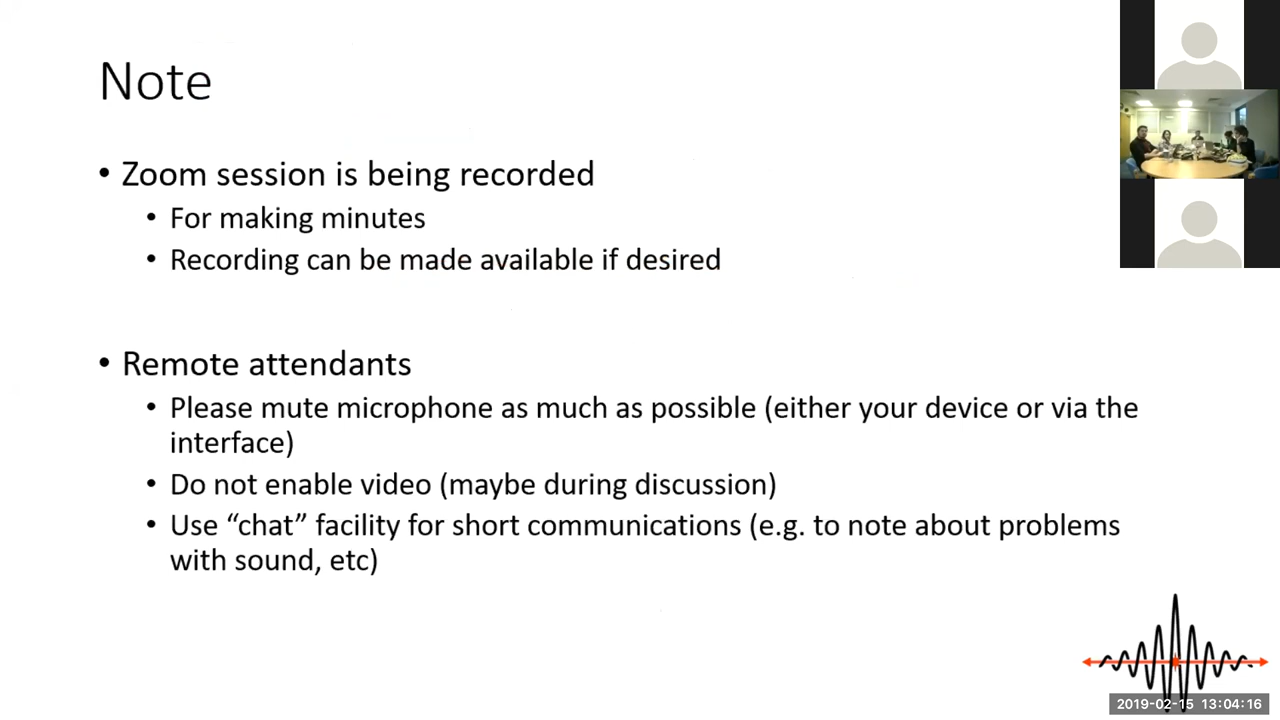 Note
• Zoom session is being recorded
• For making minutes
• Recording can be made available if desired
• Remote attendants
• Please mute microphone as much as possible (either your device or via the
interface)
• Do not enable video (maybe during discussion)
• Use “chat” facility for short communications (e.g. to note about problems
with sound, etc)
2019-02-15 13:04:16